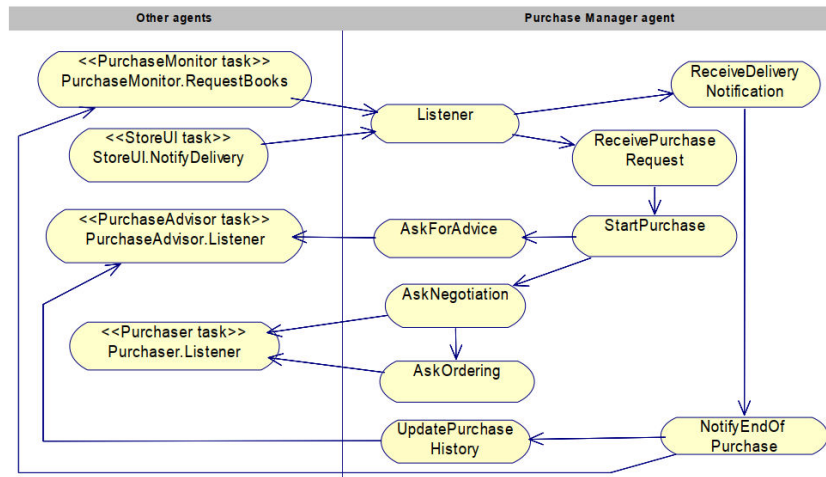 Other agents
Purchase Manager agent
<<PurchaseMonitor task>>
PurchaseMonitor.RequestBooks
ReceiveDelivery
Notification
Listener
<<StoreUI task>>
StoreUI.NotifyDelivery
ReceivePurchase
Request
<<PurchaseAdvisor task>>
PurchaseAdvisor.Listener
AskForAdvice
StartPurchase
AskNegotiation
<<Purchaser task>>
Purchaser.Listener
AskOrdering
UpdatePurchase
History
NotifyEndOf
Purchase